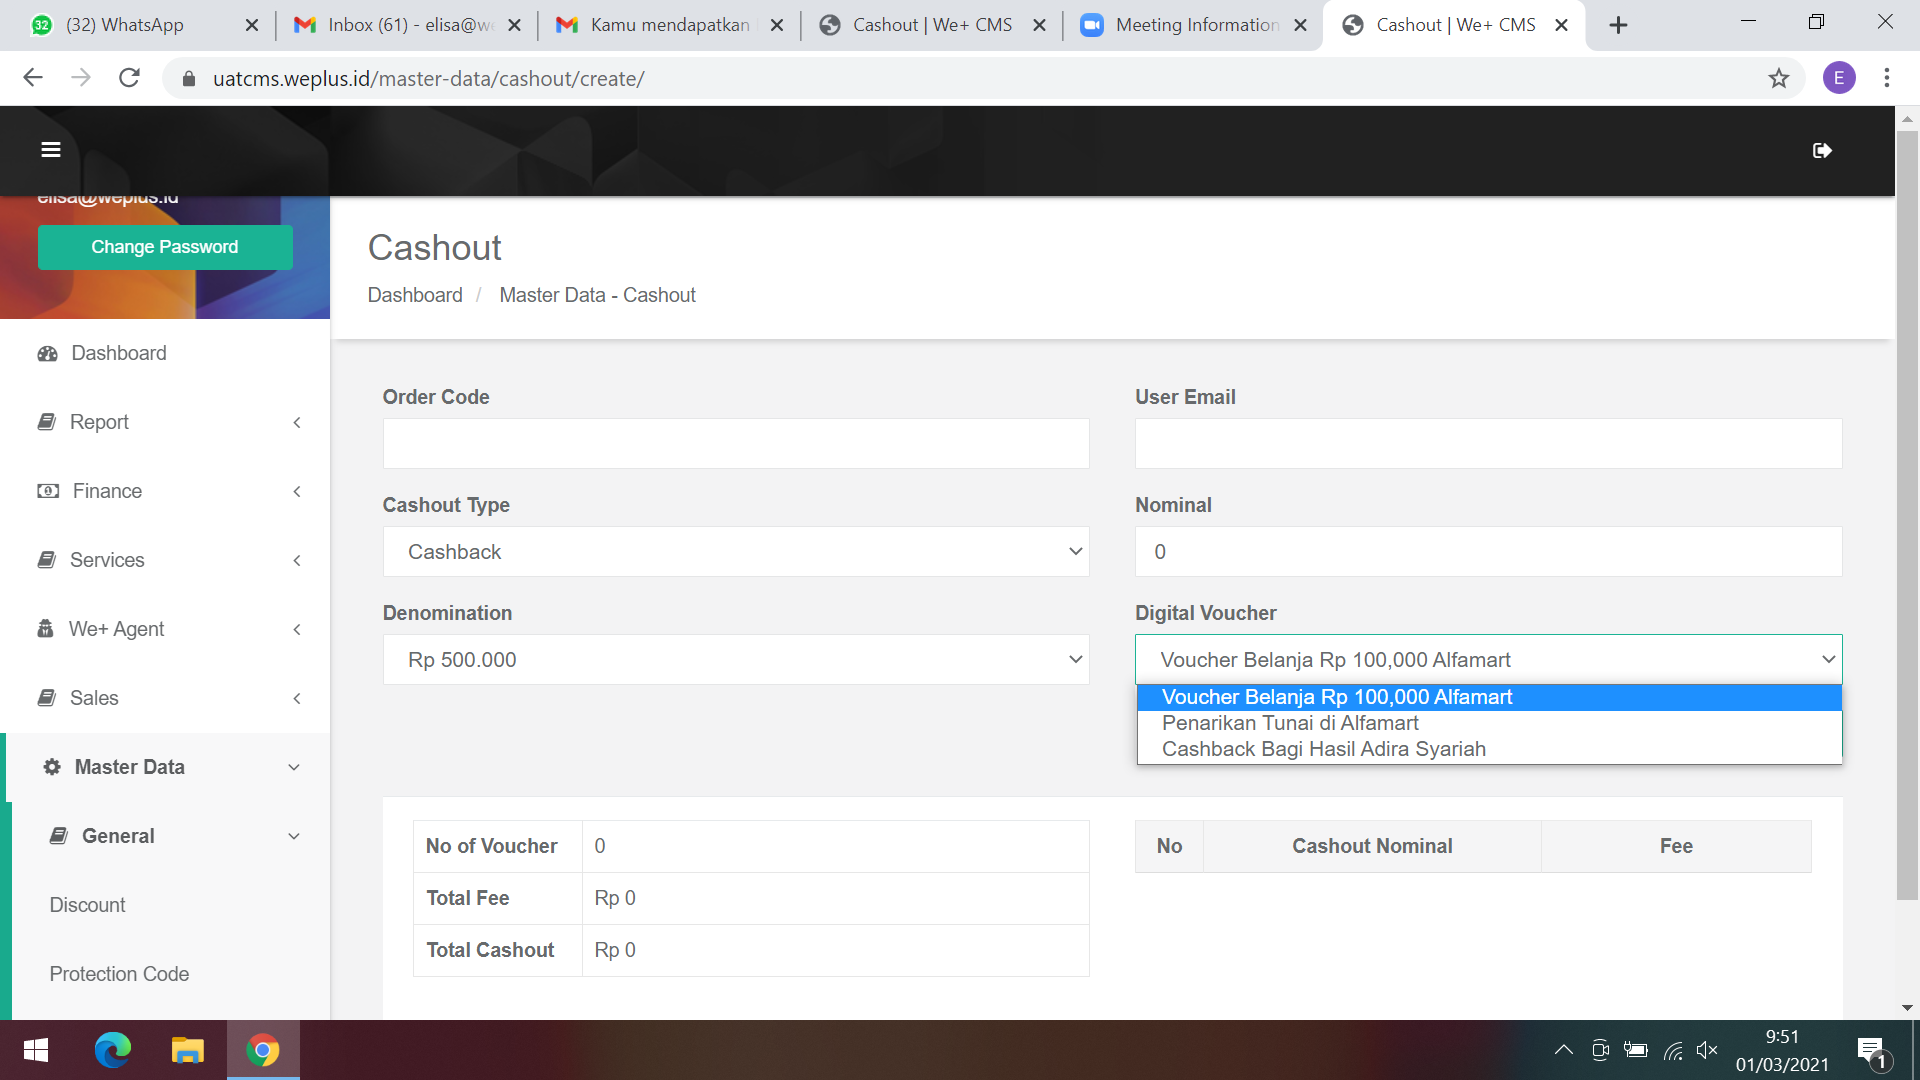 32
(32) WhatsApp
Inbox (61) - elisa@we
Kamu mendapatkan
Cashout | We+ CMS
Meeting Information
Cashout | We+ CMS
uatcms.weplus.id/master-data/cashout/create/
E
elisa@weplus.id
Change Password
Dashboard
Report
Finance
Services
We+ Agent
Sales
Master Data
General
Discount
Protection Code
Cashout
Dashboard / Master Data - Cashout
Order Code
User Email
Cashout Type
Cashback
Nominal
0
Denomination
Rp 500.000
Digital Voucher
Voucher Belanja Rp 100,000 Alfamart
Voucher Belanja Rp 100,000 Alfamart
Penarikan Tunai di Alfamart
Cashback Bagi Hasil Adira Syariah
No of Voucher 0
Total Fee Rp 0
Total Cashout Rp 0
No Cashout Nominal Fee
9:51
01/03/2021
1